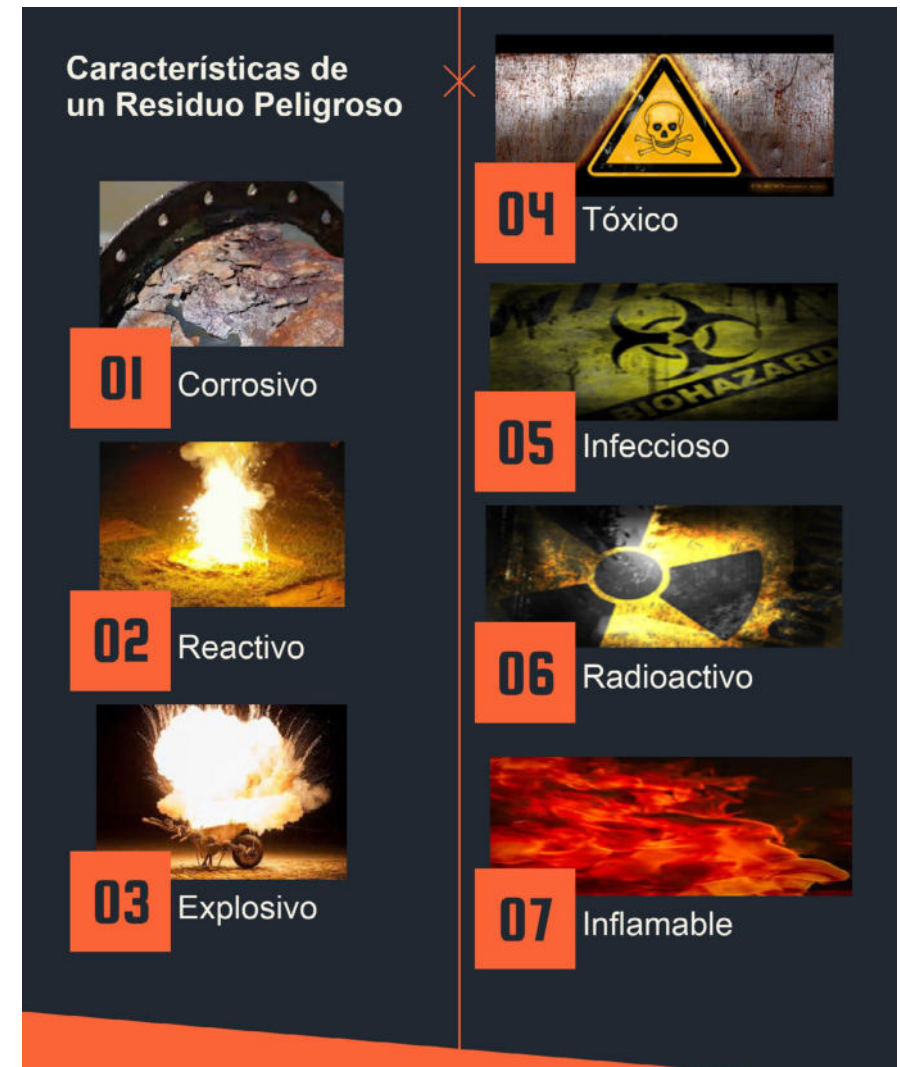 Características de
un Residuo Peligroso
01
Corrosivo
02
Reactivo
03
Explosivo
04
Tóxico
BIOHAZARD
05
Infeccioso
06
Radioactivo
07
Inflamable